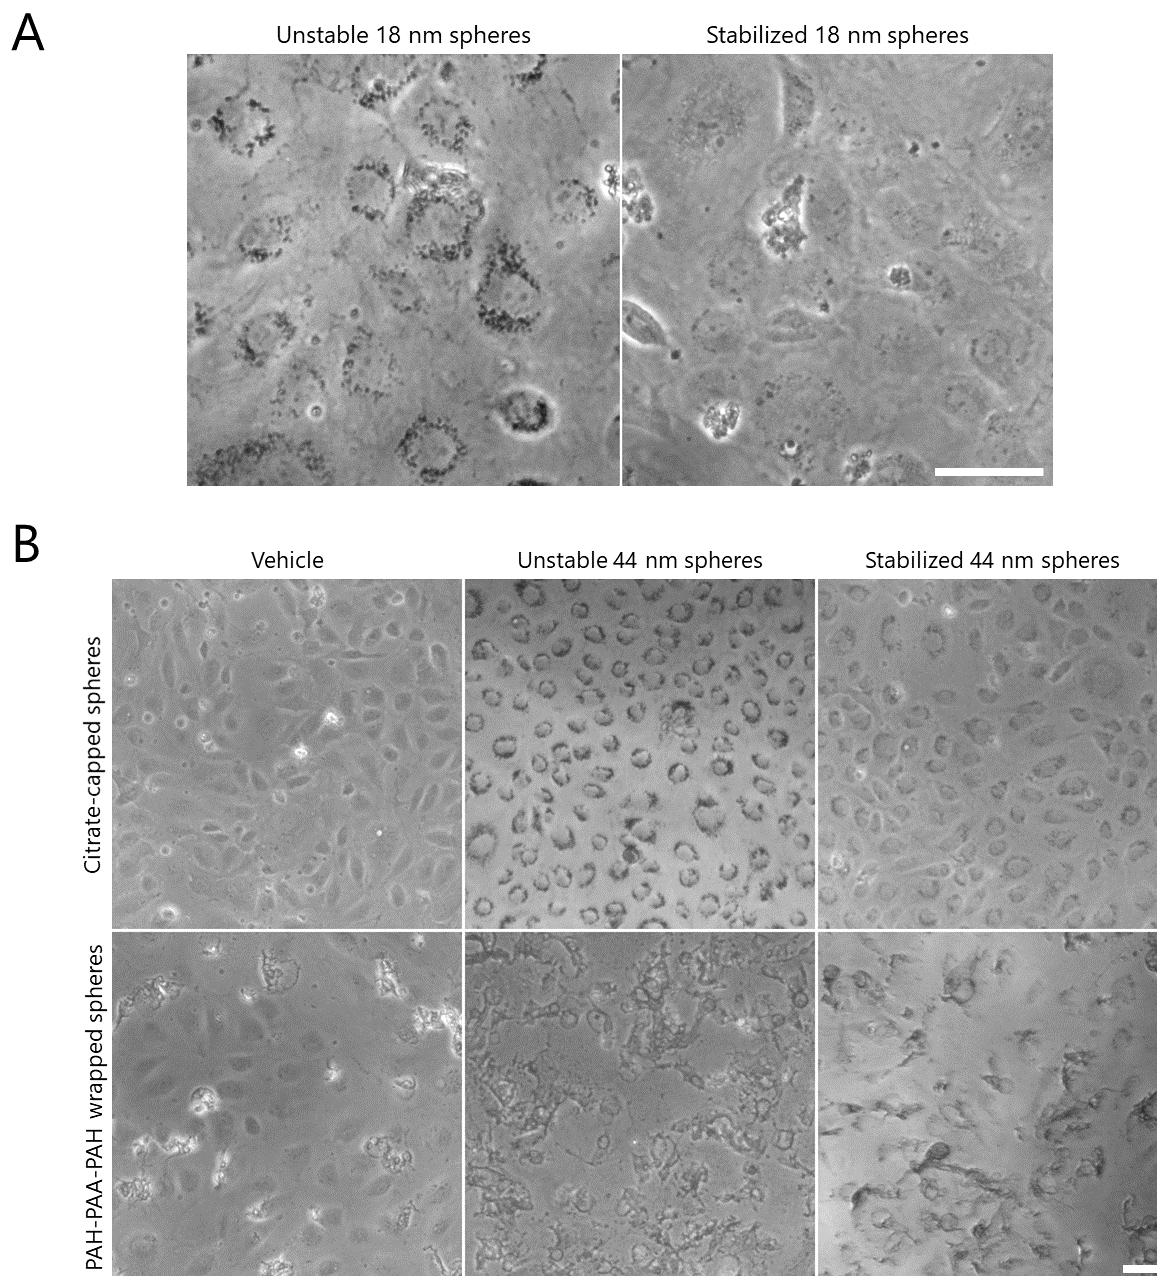 A
Unstable 18 nm spheres
Stabilized 18 nm spheres
B
Vehicle
Unstable 44 nm spheres
Stabilized 44 nm spheres
Citrate-capped spheres
PAH-PAA-PAH wrapped spheres